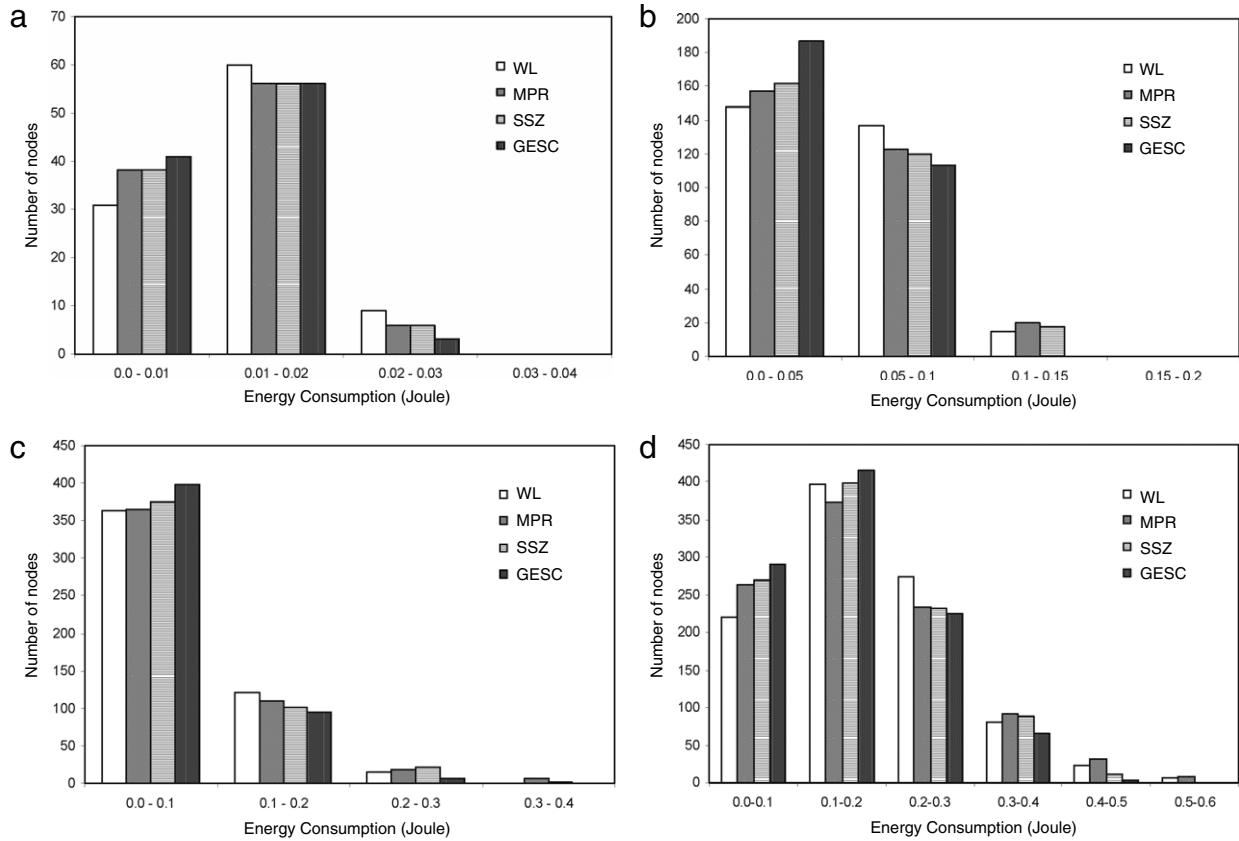 a
70
60
50
40
30
20
10
0
Number of nodes
WL
MPR
SSZ
GESC
0.0 - 0.01
0.01 - 0.02
0.02 - 0.03
0.03 - 0.04
Energy Consumption (Joule)
b
200
180
160
140
120
100
80
60
40
20
0
Number of nodes
WL
MPR
SSZ
GESC
0.0 - 0.05
0.05 - 0.1
0.1 - 0.15
0.15 - 0.2
Energy Consumption (Joule)
c
450
400
350
300
250
200
150
100
50
0
Number of nodes
WL
MPR
SSZ
GESC
0.0 - 0.1
0.1 - 0.2
0.2 - 0.3
0.3 - 0.4
Energy Consumption (Joule)
d
450
400
350
300
250
200
150
100
50
0
Number of nodes
WL
MPR
SSZ
GESC
0.0-0.1
0.1-0.2
0.2-0.3
0.3-0.4
0.4-0.5
0.5-0.6
Energy Consumption (Joule)